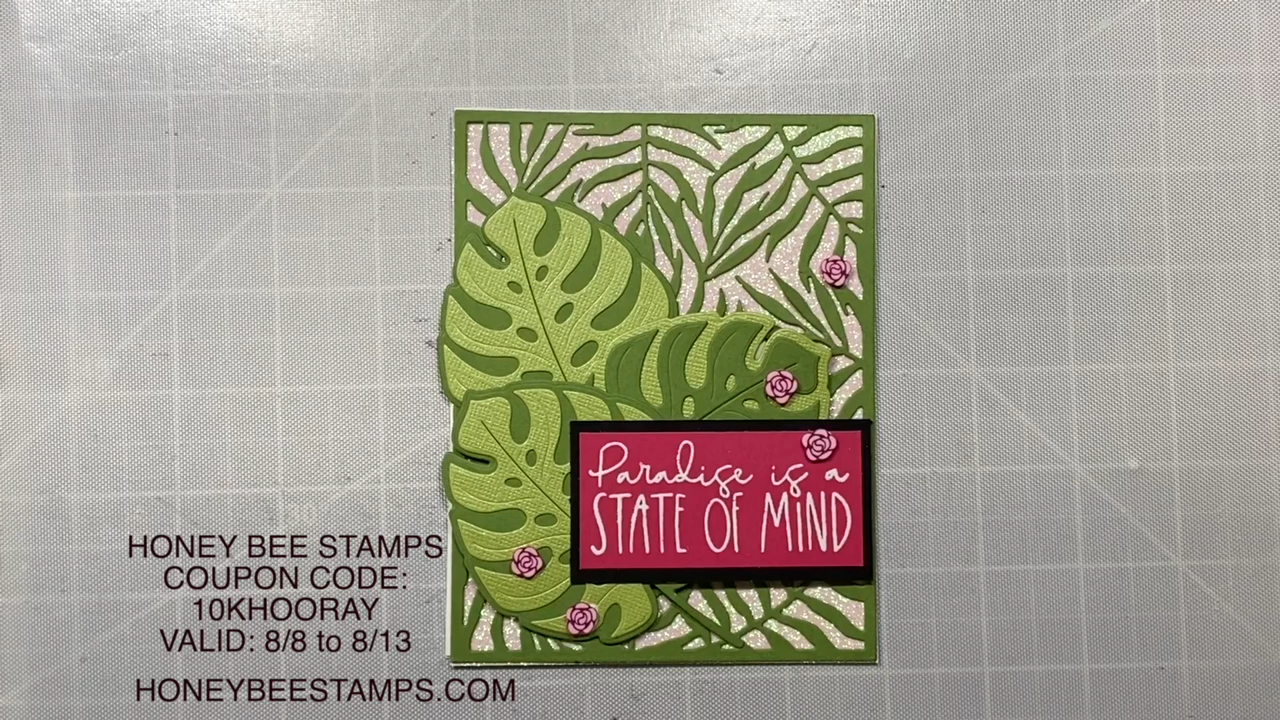 Paradise is a
STATE OF MiND
HONEY BEE STAMPS
COUPON CODE:
10KHOORAY
VALID: 8/8 to 8/13
HONEYBEESTAMPS.COM